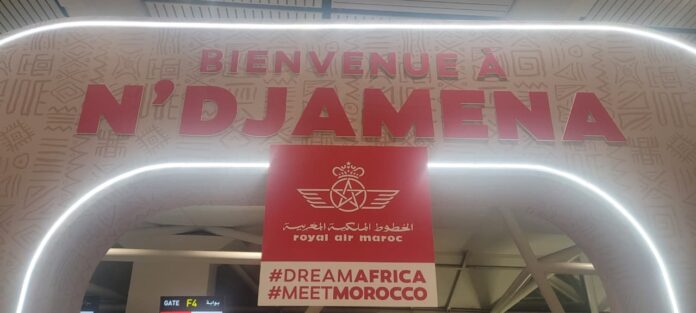 BIENVENUE À
N'DJAMENA
الخطوط الملكية المغربية
royal air maroc
#DREAMAFRICA
#MEETMOROCCO
GATE F4 بوابة